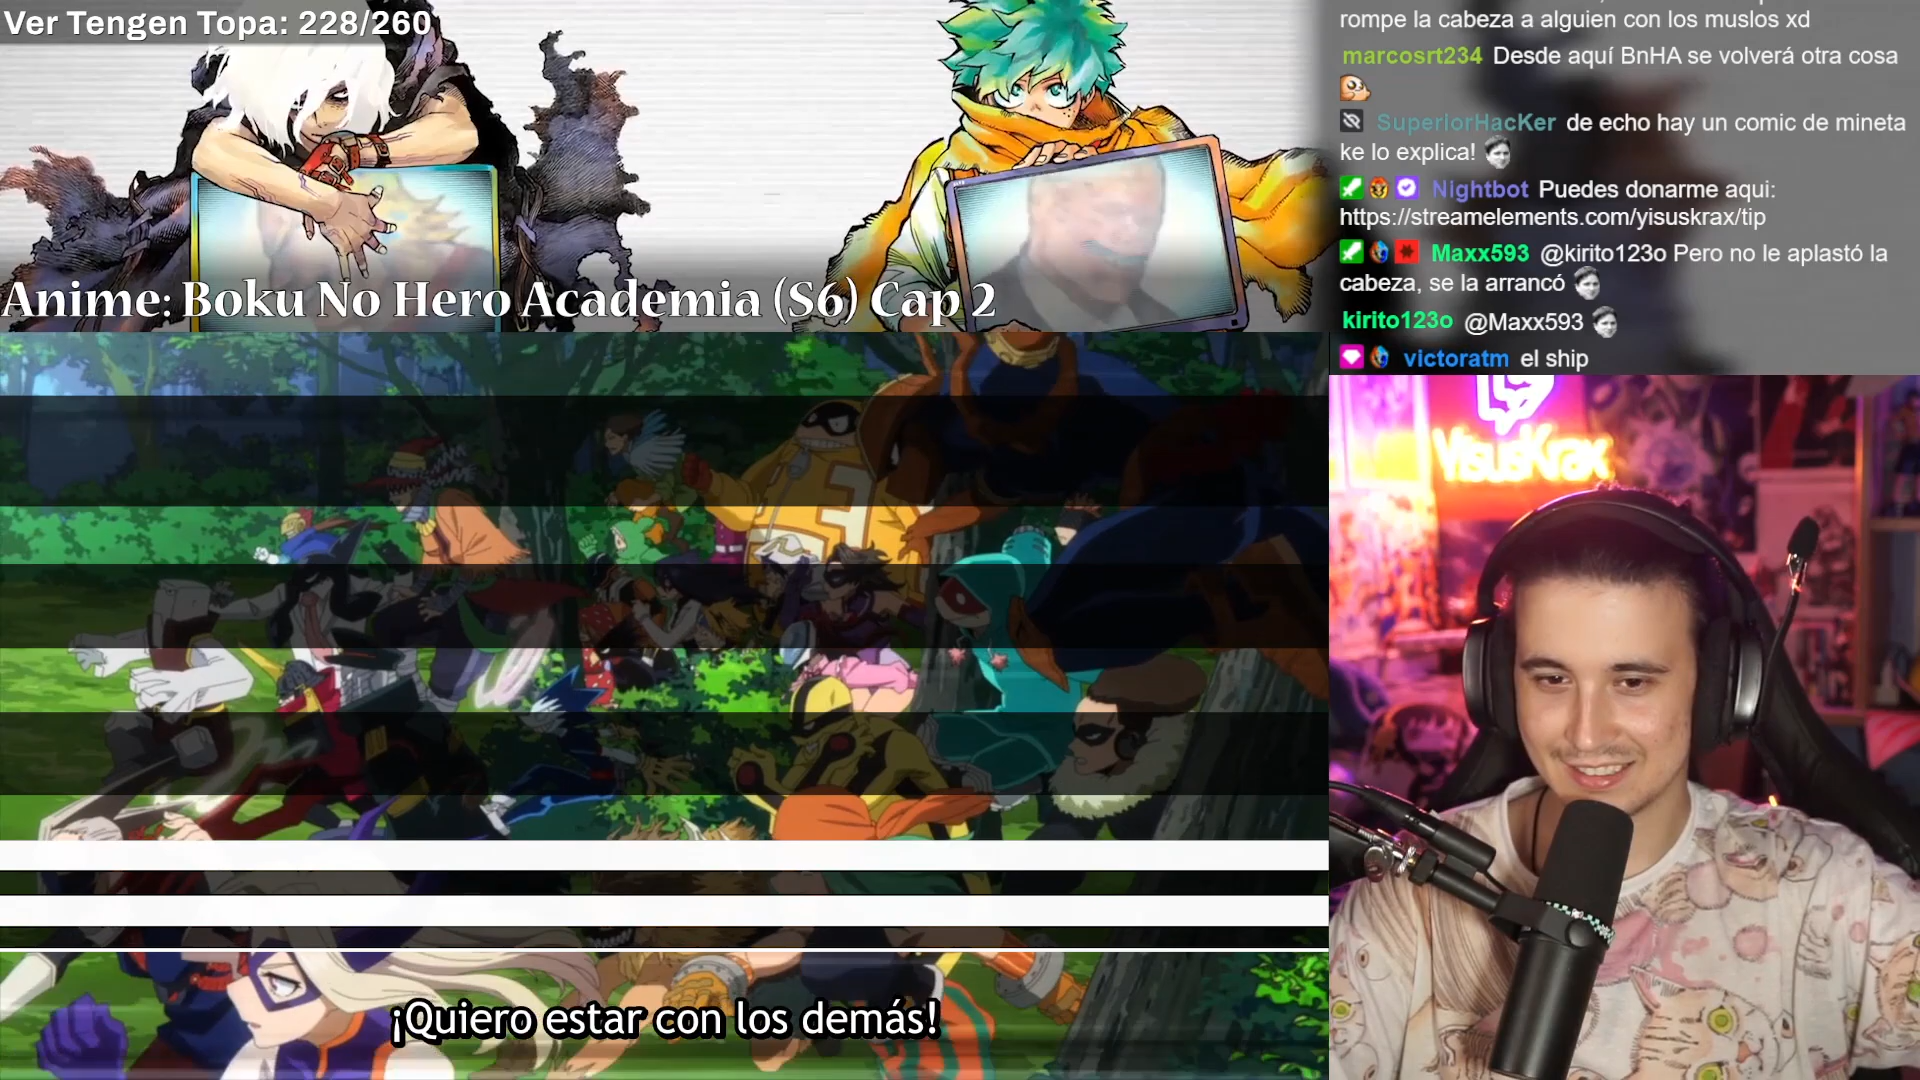 Ver Tengen Topa: 228/260
Anime: Boku No Hero Academia (S6) Cap 2
¡Quiero estar con los demás!
rompe la cabeza a alguien con los muslos xd
marcosrt234 Desde aquí BnHA se volverá otra cosa
SuperIorHacKer de echo hay un comic de mineta
ke lo explica!
Nightbot Puedes donarme aqui:
https://streamelements.com/yisuskrax/tip
Maxx593 @kirito123o Pero no le aplastó la
cabeza, se la arrancó
kirito123o @Maxx593
victoratm el ship
YisusKrax